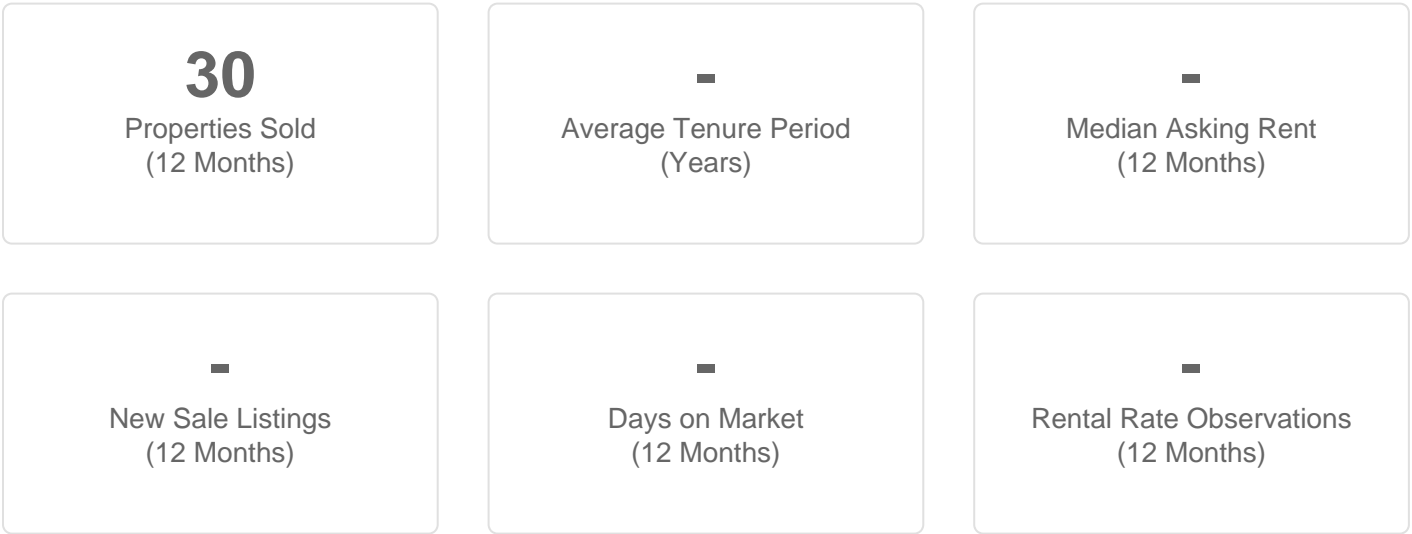 30
Properties Sold
(12 Months)
-
Average Tenure Period
(Years)
-
Median Asking Rent
(12 Months)
-
New Sale Listings
(12 Months)
-
Days on Market
(12 Months)
-
Rental Rate Observations
(12 Months)